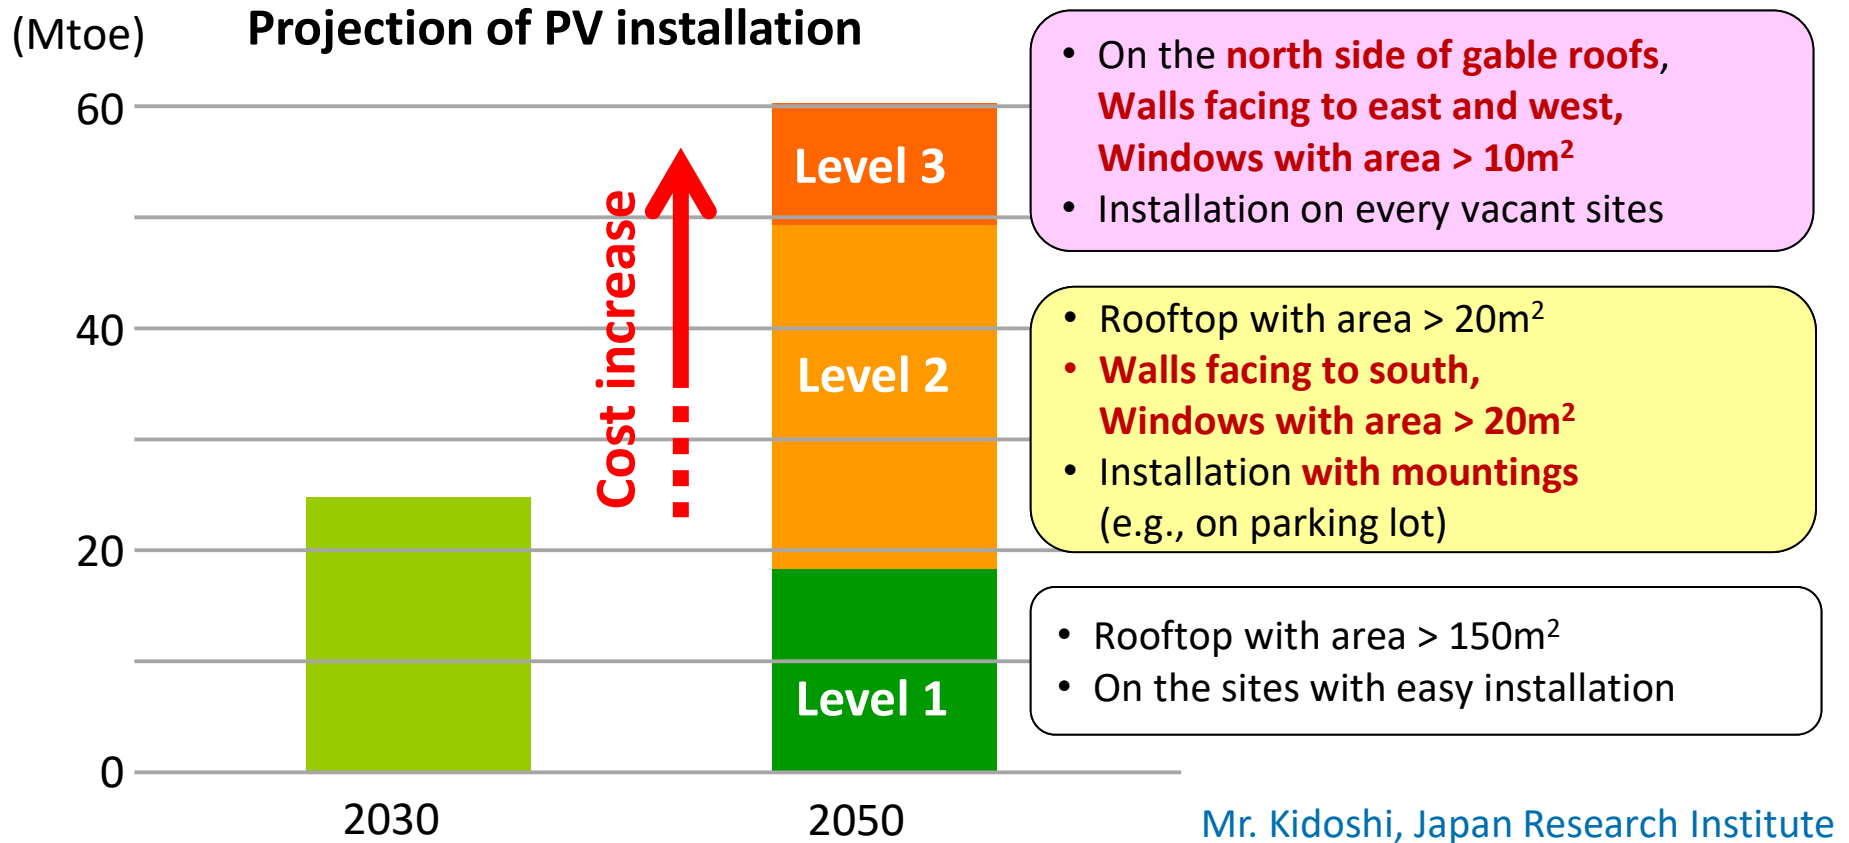 (Mtoe)
Projection of PV installation
60
40
20
0
2030
2050
Cost increase
Level 3
Level 2
Level 1
• On the north side of gable roofs,
Walls facing to east and west,
Windows with area > 10m²
• Installation on every vacant sites
• Rooftop with area > 20m²
• Walls facing to south,
Windows with area > 20m²
• Installation with mountings
(e.g., on parking lot)
• Rooftop with area > 150m²
• On the sites with easy installation
Mr. Kidoshi, Japan Research Institute